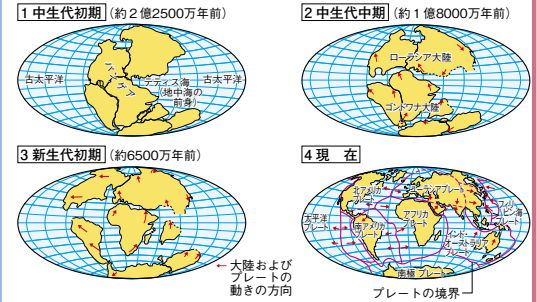 1 中生代初期 (約2億2500万年前)
古太平洋
パンゲア
テティス海
(地中海の
前身)
古太平洋
2 中生代中期 (約1億8000万年前)
ローラシア大陸
ゴンドワナ大陸
3 新生代初期 (約6500万年前)
大陸および
プレートの
動きの方向
4 現 在
北アメリカ
プレート
ユーラシアプレート
フィリ
ピン海
プレート
太平洋
プレート
南アメリカ
プレート
アフリカ
プレート
インド・
オーストラリア
プレート
南極 プレート
プレートの境界